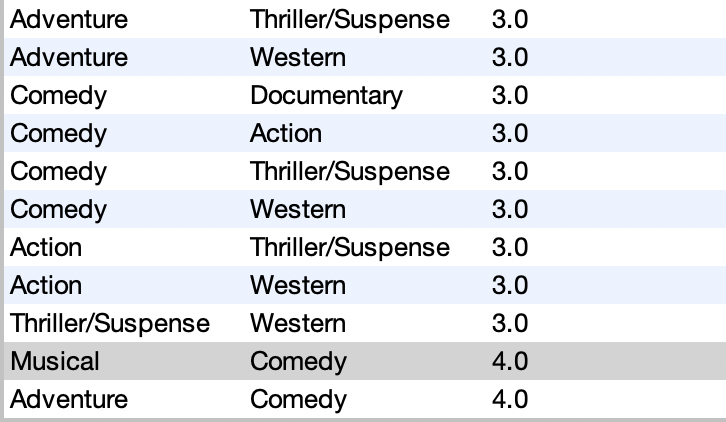 Adventure Thriller/Suspense 3.0
Adventure Western 3.0
Comedy Documentary 3.0
Comedy Action 3.0
Comedy Thriller/Suspense 3.0
Comedy Western 3.0
Action Thriller/Suspense 3.0
Action Western 3.0
Thriller/Suspense Western 3.0
Musical Comedy 4.0
Adventure Comedy 4.0